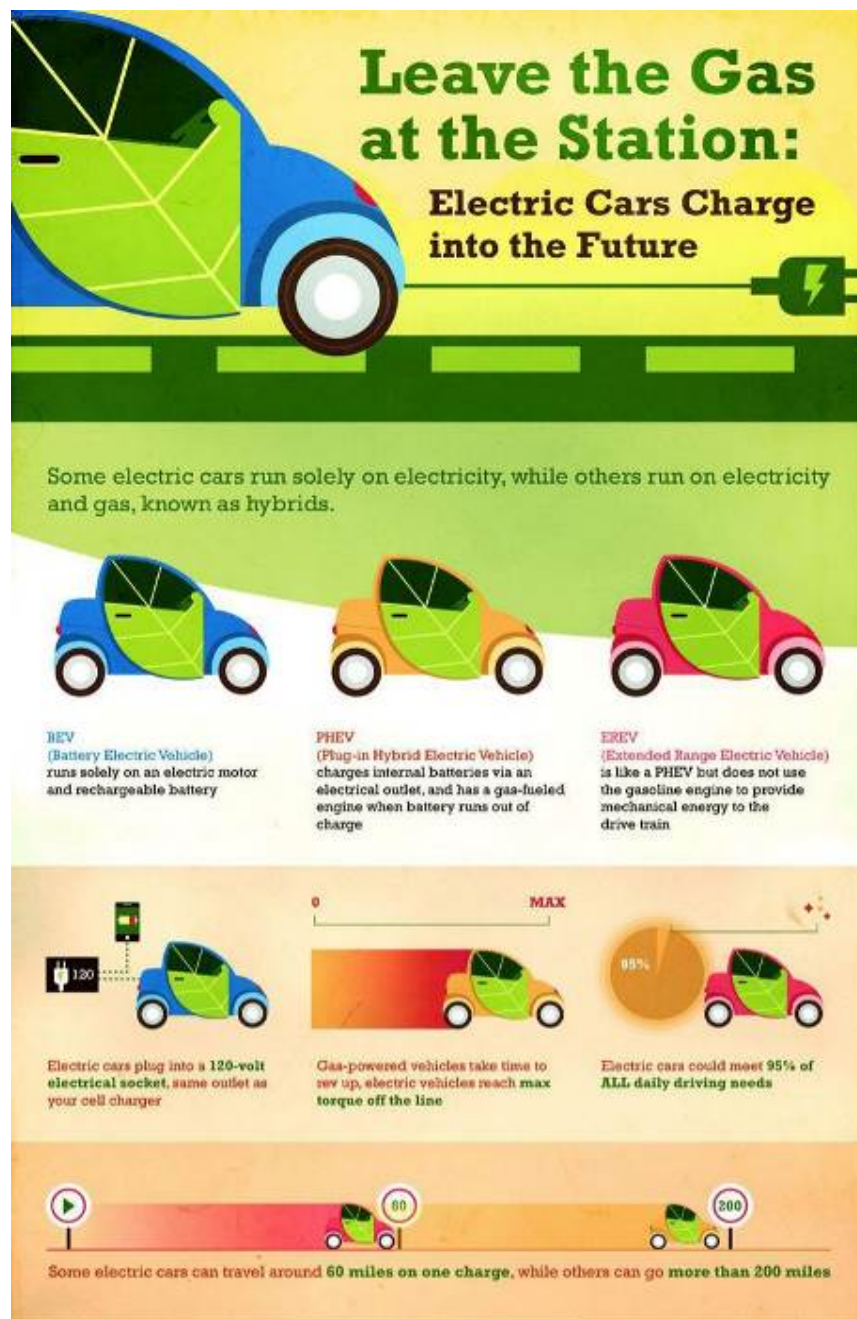 Leave the Gas
at the Station:
Electric Cars Charge
into the Future
Some electric cars run solely on electricity, while others run on electricity
and gas, known as hybrids.
BEV
(Battery Electric Vehicle)
runs solely on an electric motor
and rechargeable battery
PHEV
(Plug-in Hybrid Electric Vehicle)
charges internal batteries via an
electrical outlet, and has a gas-fueled
engine when battery runs out of
charge
EREV
(Extended Range Electric Vehicle)
is like a PHEV but does not use
the gasoline engine to provide
mechanical energy to the
drive train
120
Electric cars plug into a 120-volt
electrical socket, same outlet as
your cell charger
0 MAX
Gas-powered vehicles take time to
rev up, electric vehicles reach max
torque off the line
95%
Electric cars could meet 95% of
ALL daily driving needs
60
200
Some electric cars can travel around 60 miles on one charge, while others can go more than 200 miles